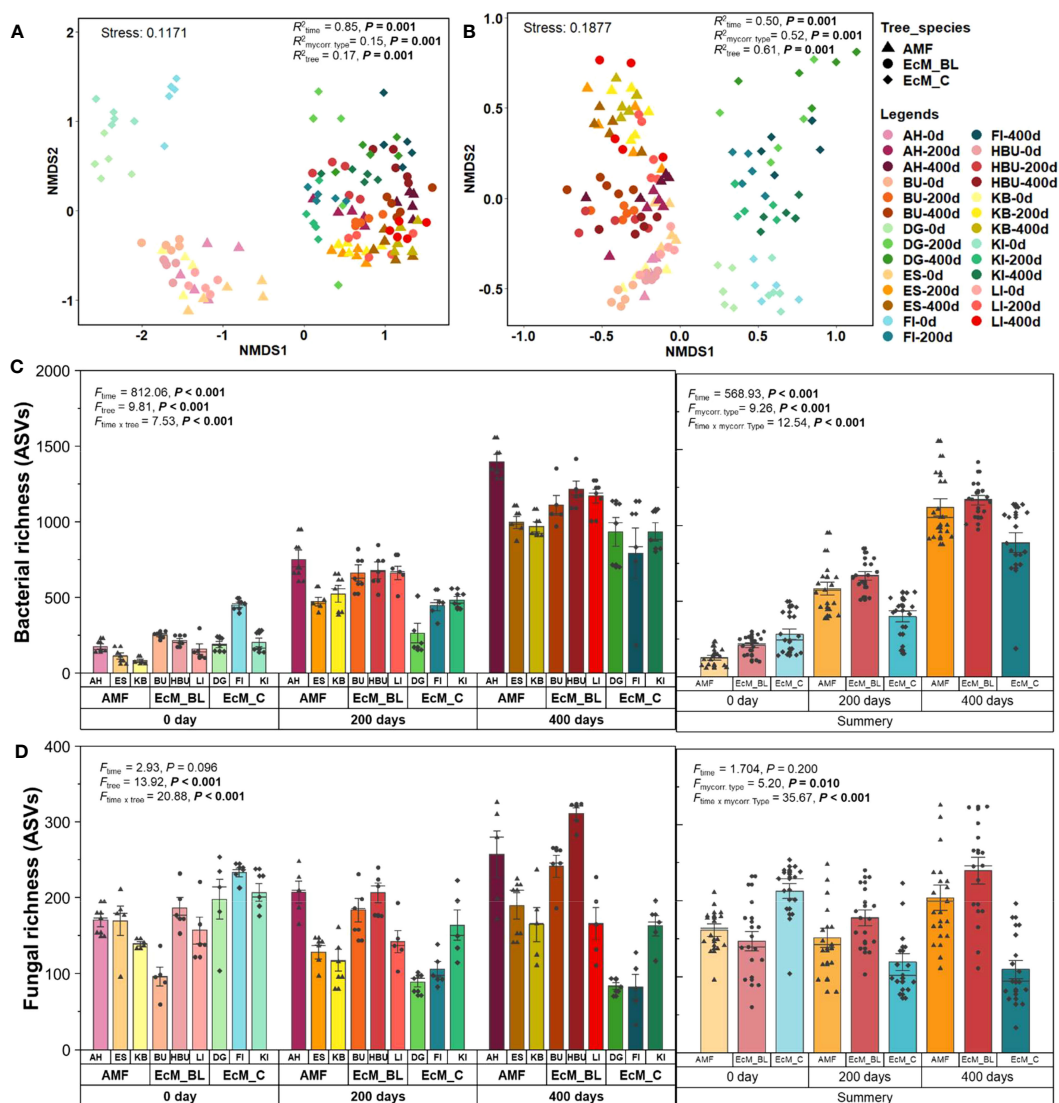 A
Stress: 0.1171
R²time = 0.85, P = 0.001
R²mycorr. type = 0.15, P = 0.001
R²tree = 0.17, P = 0.001
2
1
0
-1
NMDS2
-2
-1
0
1
NMDS1
B
Stress: 0.1877
R²time = 0.50, P = 0.001
R²mycorr. type = 0.52, P = 0.001
R²tree = 0.61, P = 0.001
0.5
0.0
-0.5
NMDS2
-1.0
-0.5
0.0
0.5
1.0
NMDS1
Tree_species
AMF
EcM_BL
EcM_C
Legends
AH-0d
AH-200d
AH-400d
BU-0d
BU-200d
BU-400d
DG-0d
DG-200d
DG-400d
ES-0d
ES-200d
ES-400d
FI-0d
FI-200d
FI-400d
HBU-0d
HBU-200d
HBU-400d
KB-0d
KB-200d
KB-400d
KI-0d
KI-200d
KI-400d
LI-0d
LI-200d
LI-400d
C
Ftime = 812.06, P < 0.001
Ftree = 9.81, P < 0.001
Ftime x tree = 7.53, P < 0.001
2000
1500
1000
500
0
Bacterial richness (ASVs)
AH ES KB BU HBU LI DG FI KI AH ES KB BU HBU LI DG FI KI AH ES KB BU HBU LI DG FI KI
AMF EcM_BL EcM_C AMF EcM_BL EcM_C AMF EcM_BL EcM_C
0 day 200 days 400 days
Ftime = 568.93, P < 0.001
Fmycorr. type = 9.26, P < 0.001
Ftime x mycorr. Type = 12.54, P < 0.001
AMF EcM_BL EcM_C AMF EcM_BL EcM_C AMF EcM_BL EcM_C
0 day 200 days 400 days
Summery
D
Ftime = 2.93, P = 0.096
Ftree = 13.92, P < 0.001
Ftime x tree = 20.88, P < 0.001
400
300
200
100
0
Fungal richness (ASVs)
AH ES KB BU HBU LI DG FI KI AH ES KB BU HBU LI DG FI KI AH ES KB BU HBU LI DG FI KI
AMF EcM_BL EcM_C AMF EcM_BL EcM_C AMF EcM_BL EcM_C
0 day 200 days 400 days
Ftime = 1.704, P = 0.200
Fmycorr. type = 5.20, P = 0.010
Ftime x mycorr. Type = 35.67, P < 0.001
AMF EcM_BL EcM_C AMF EcM_BL EcM_C AMF EcM_BL EcM_C
0 day 200 days 400 days
Summery